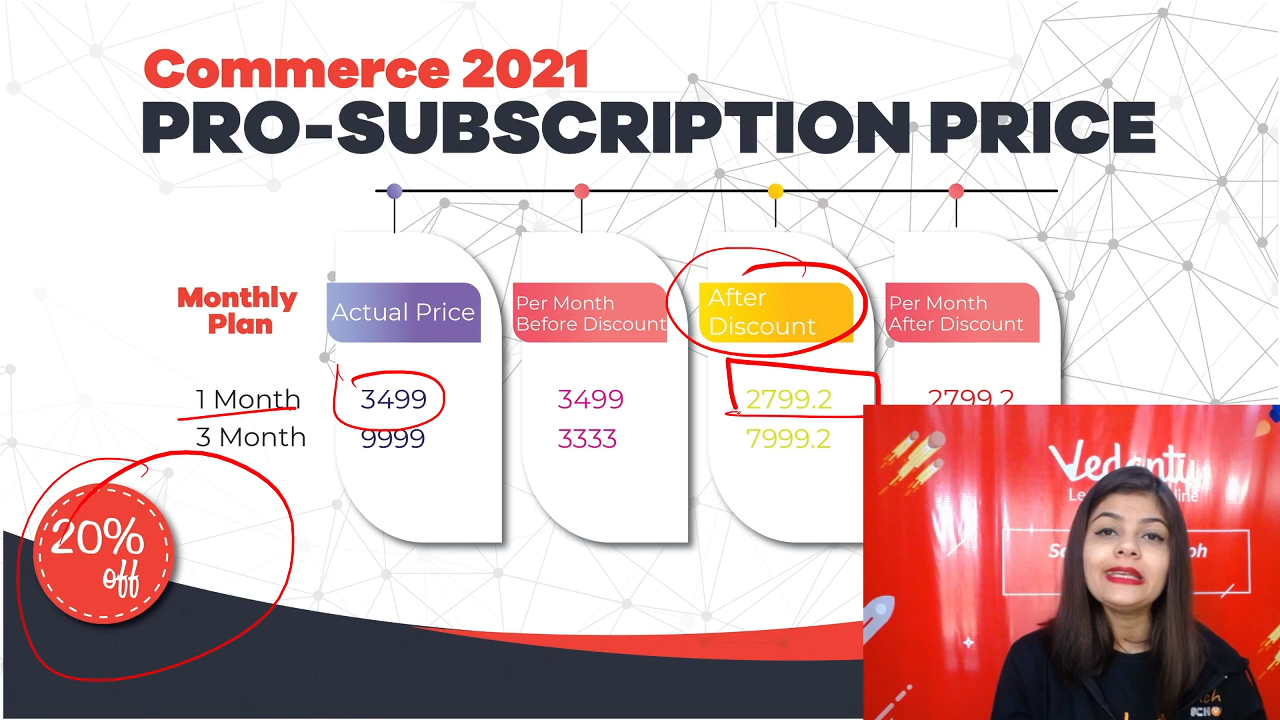 Commerce 2021
PRO-SUBSCRIPTION PRICE
Monthly
Plan
Actual Price
Per Month
Before Discount
After
Discount
Per Month
After Discount
1 Month
3499
3499
2799.2
2799.2
3 Month
9999
3333
7999.2
20%
off
Vedantu